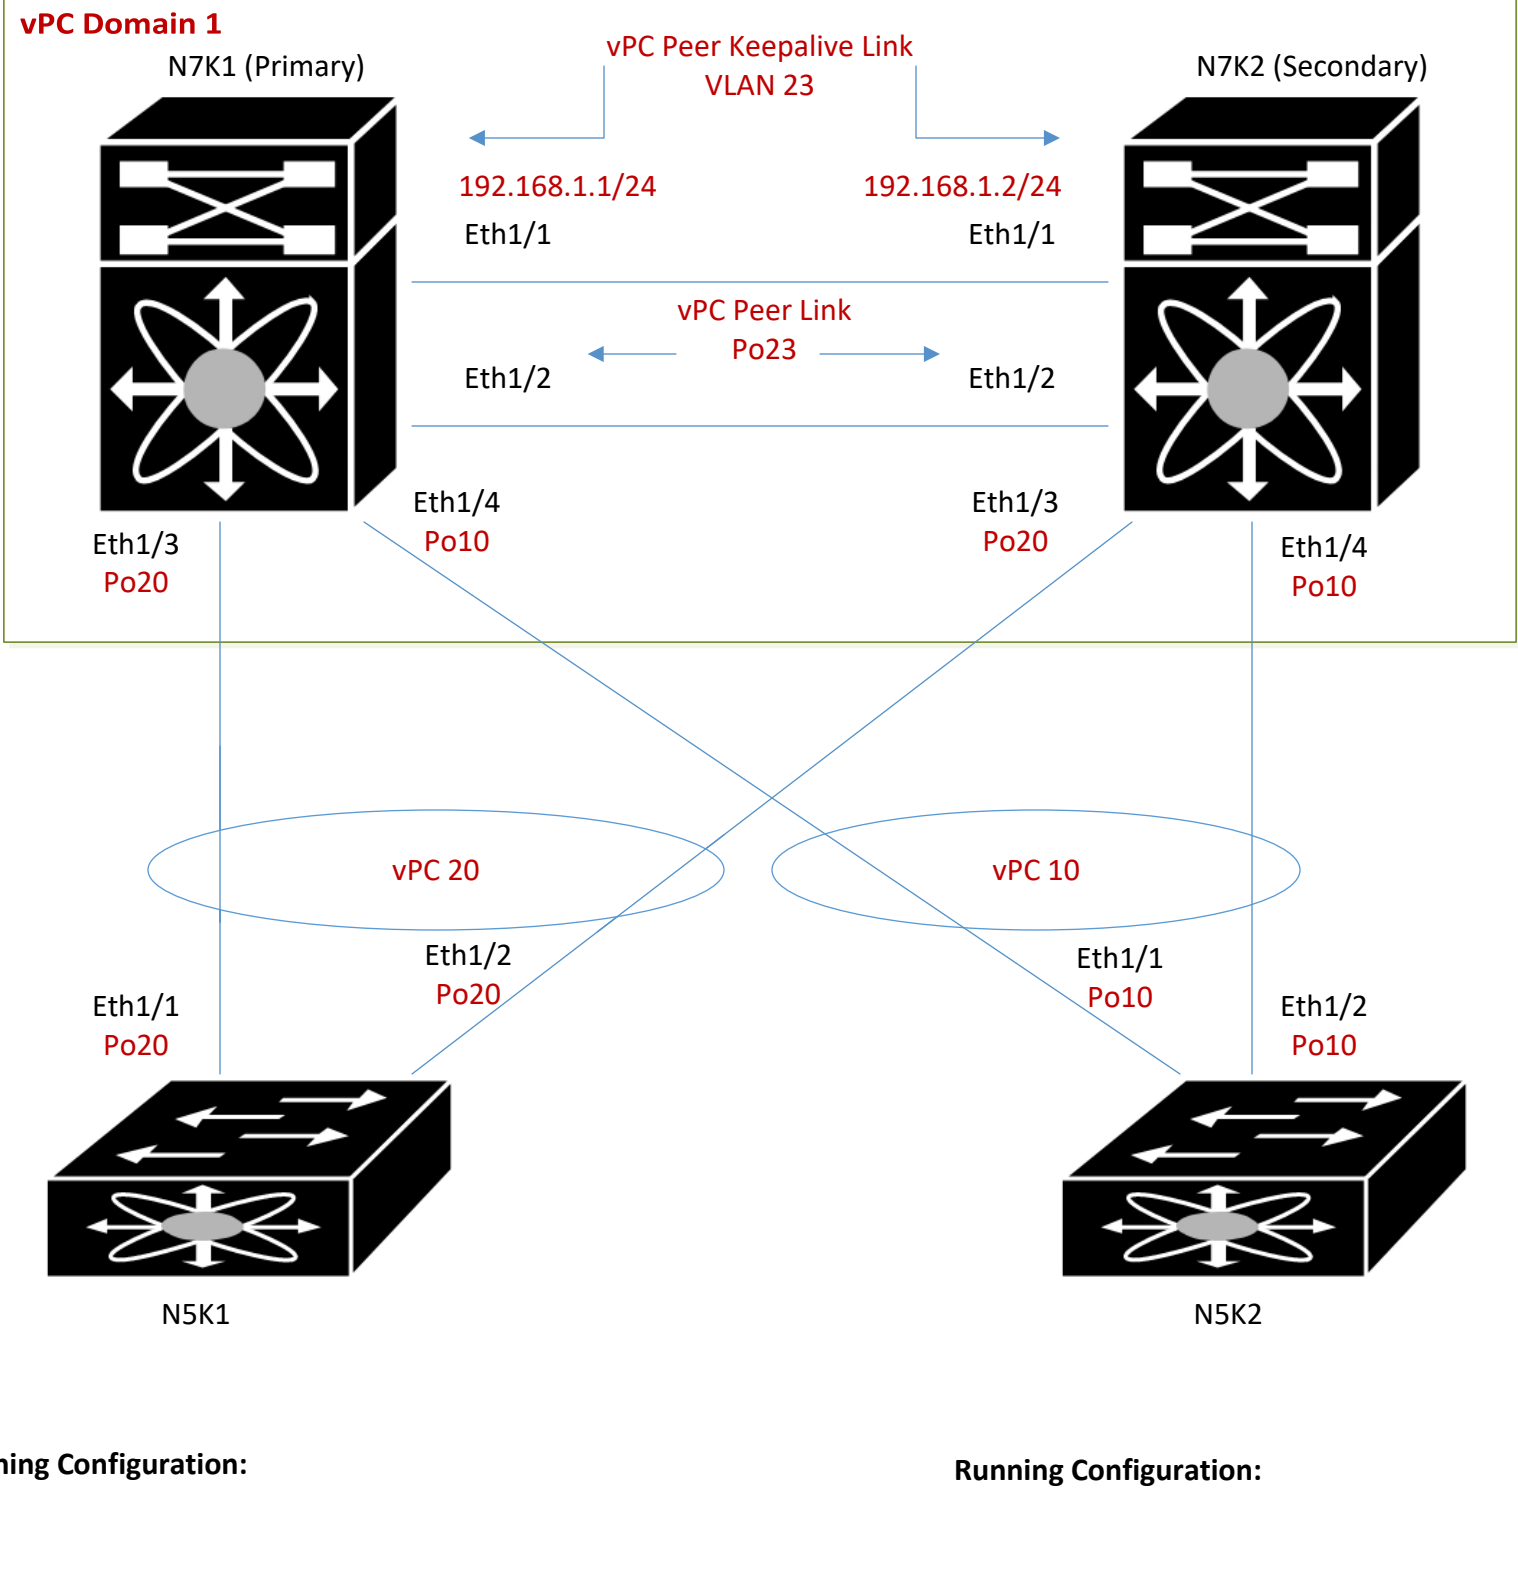 vPC Domain 1
N7K1 (Primary)
vPC Peer Keepalive Link
VLAN 23
N7K2 (Secondary)
192.168.1.1/24
192.168.1.2/24
Eth1/1
Eth1/1
vPC Peer Link
Po23
Eth1/2
Eth1/2
Eth1/4
Po10
Eth1/3
Po20
Eth1/3
Po20
Eth1/4
Po10
vPC 20
vPC 10
Eth1/2
Po20
Eth1/1
Po10
Eth1/1
Po20
Eth1/2
Po10
N5K1
N5K2
ning Configuration:
Running Configuration: